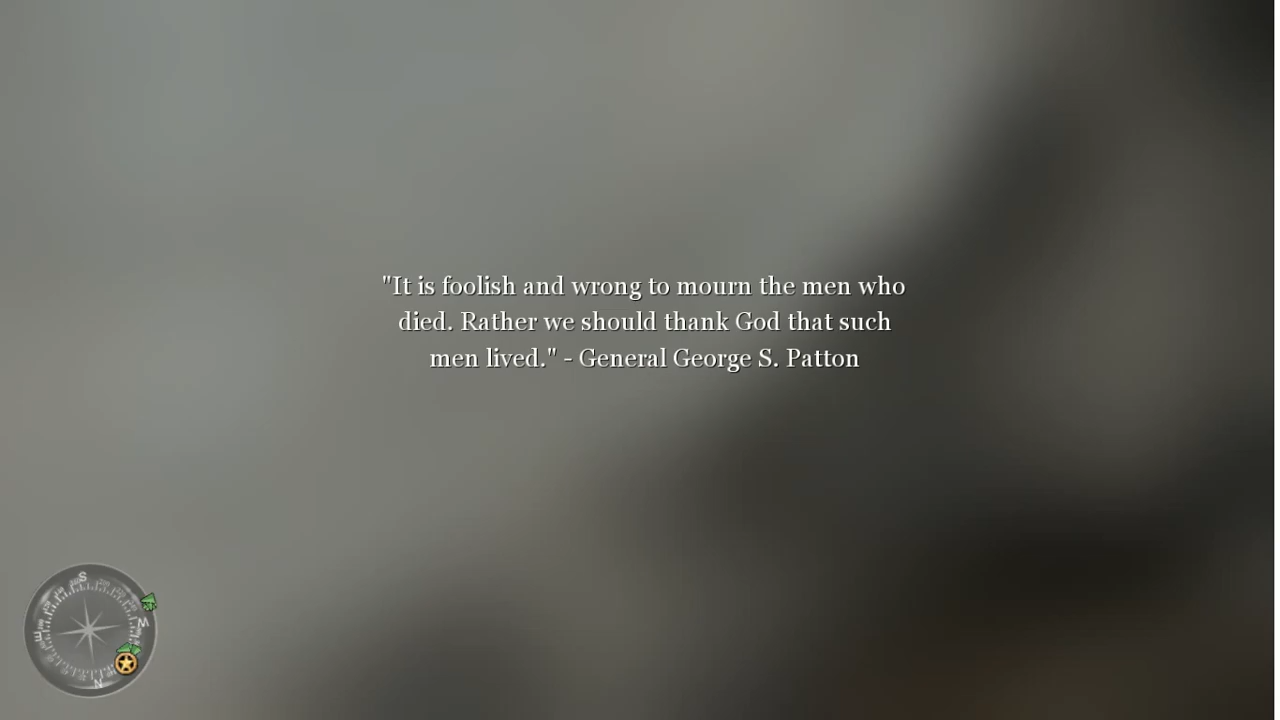 "It is foolish and wrong to mourn the men who
died. Rather we should thank God that such
men lived." - General George S. Patton
S
W
E
N